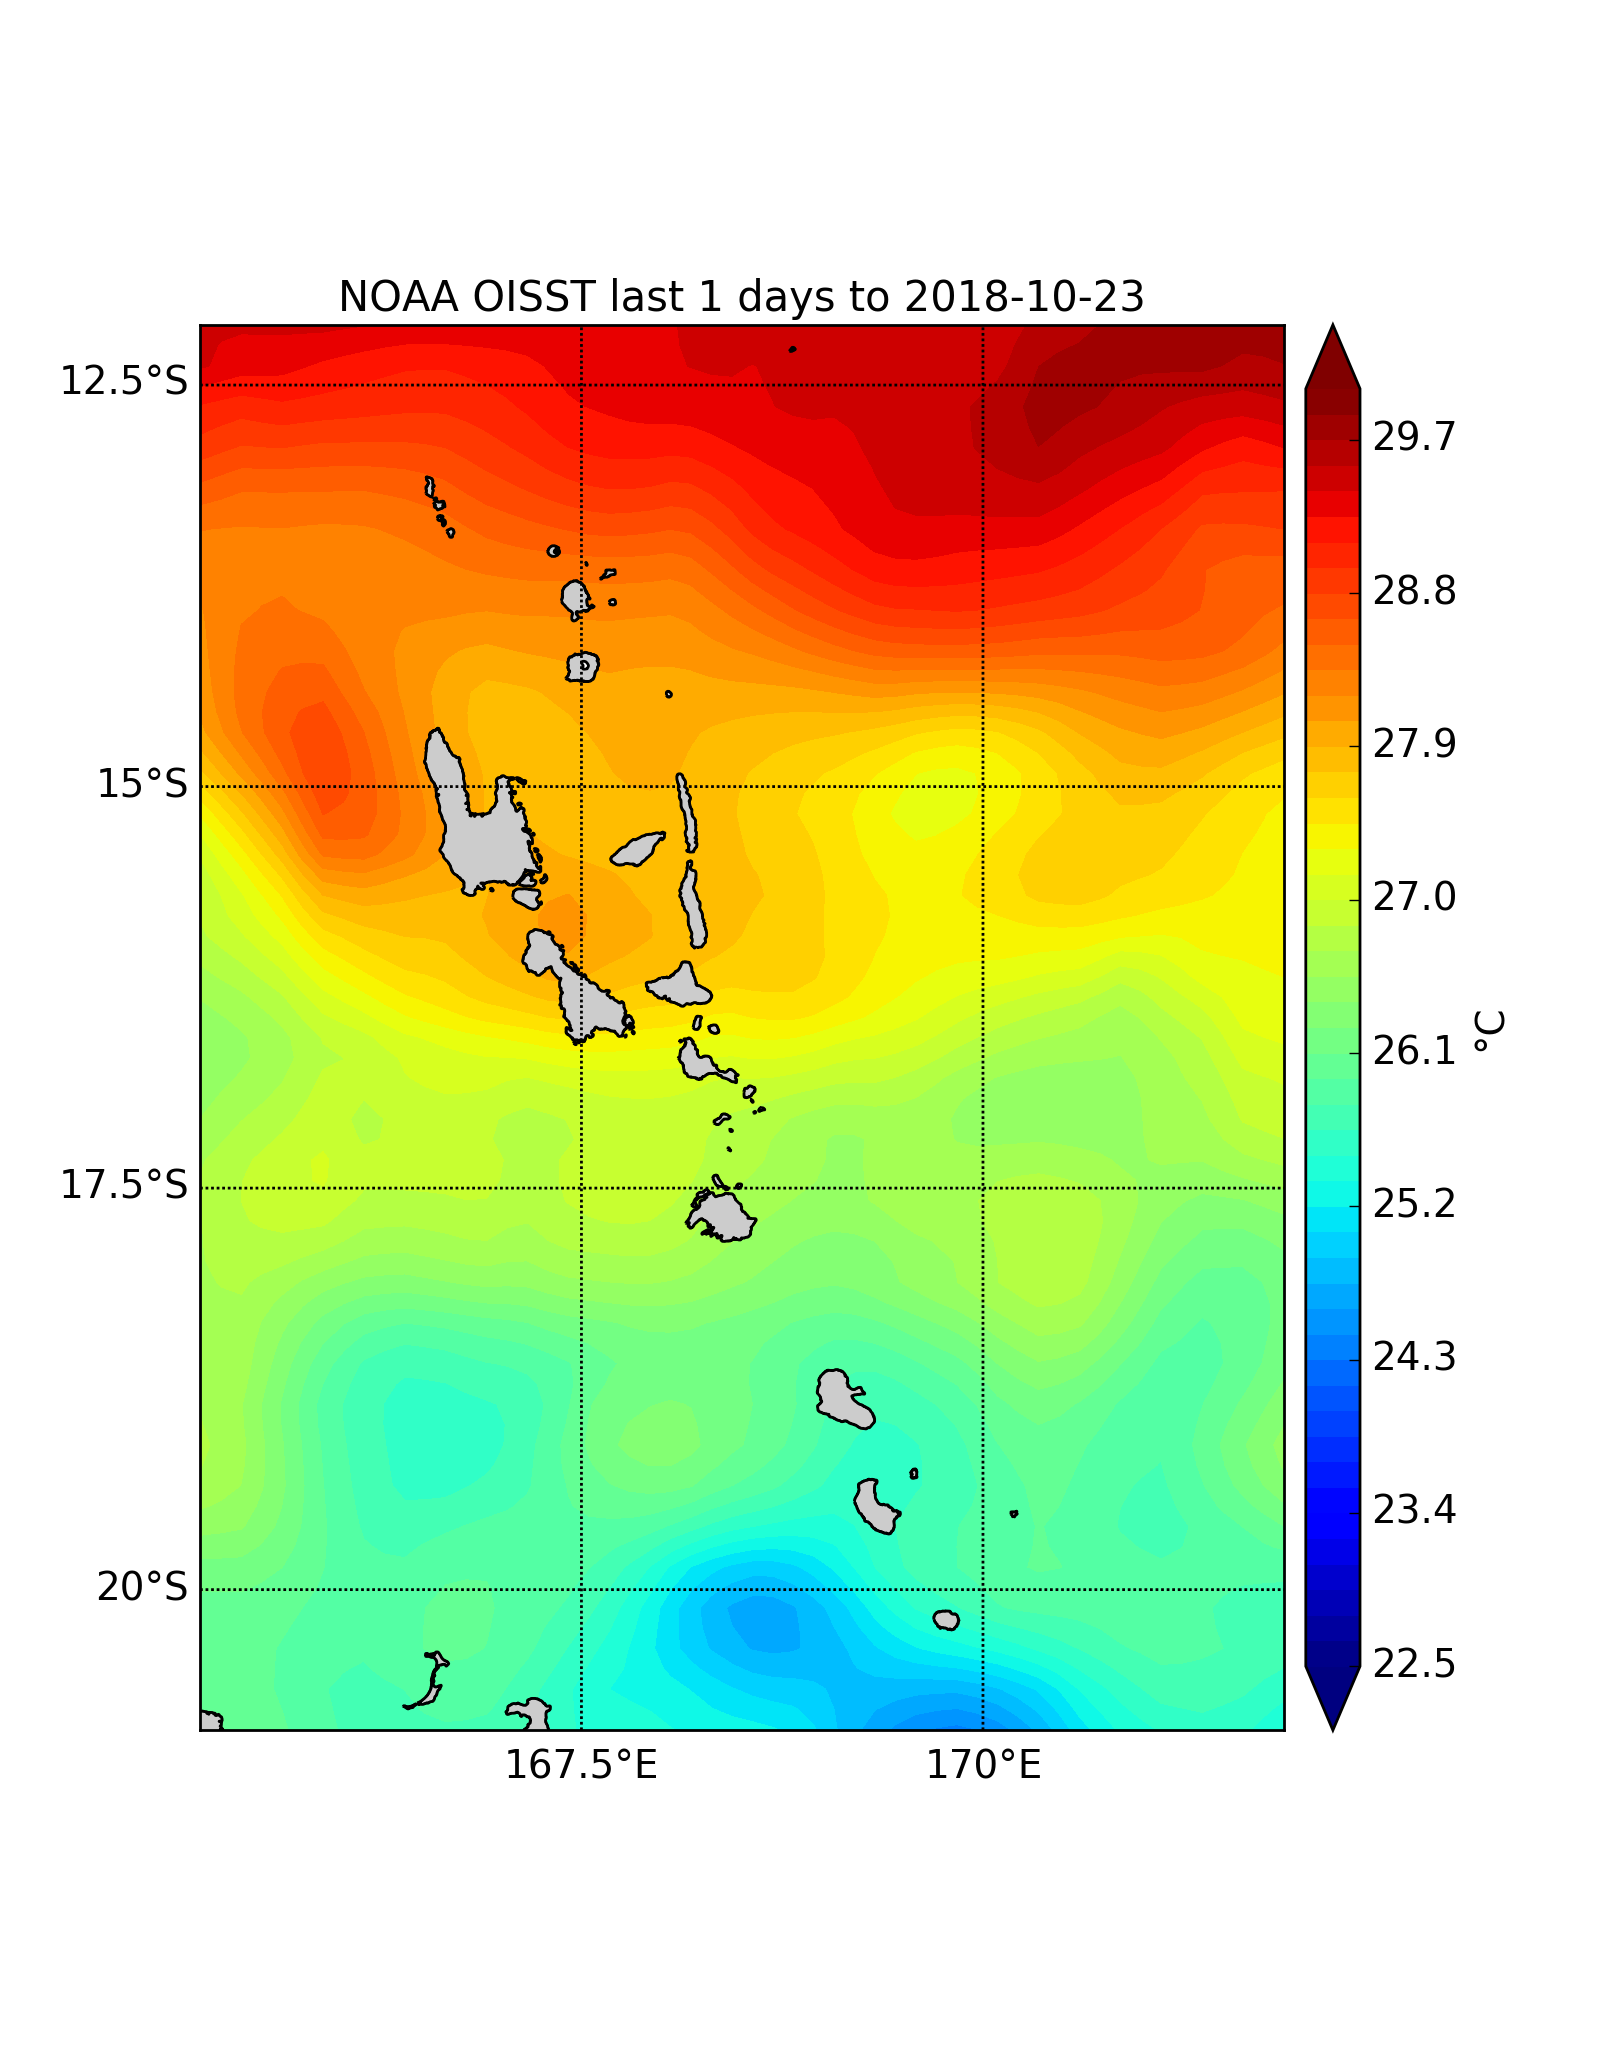 NOAA OISST last 1 days to 2018-10-23
12.5°S
15°S
17.5°S
20°S
167.5°E
170°E
29.7
28.8
27.9
27.0
26.1
25.2
24.3
23.4
22.5
°C